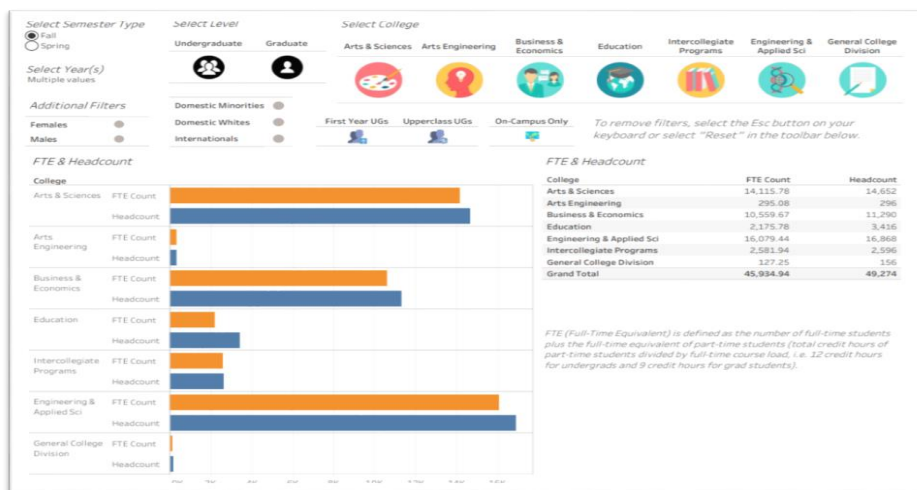 Select Semester Type
Fall
Spring
Select Year(s)
Multiple values
Additional Filters
Females
Males
Select Level
Undergraduate Graduate
Domestic Minorities
Domestic Whites
Internationals
Select College
Arts & Sciences
Arts Engineering
Business &
Economics
Education
Intercollegiate
Programs
Engineering &
Applied Sci
General College
Division
First Year UGs Upperclass UGs On-Campus Only
To remove filters, select the Esc button on your
keyboard or select "Reset" in the toolbar below.
FTE & Headcount
College
Arts & Sciences FTE Count
Headcount
Arts
Engineering
FTE Count
Headcount
Business &
Economics
FTE Count
Headcount
Education FTE Count
Headcount
Intercollegiate
Programs
FTE Count
Headcount
Engineering &
Applied Sci
FTE Count
Headcount
General College
Division
FTE Count
Headcount
0K 2K 4K 6K 8K 10K 12K 14K 16K
FTE & Headcount
College FTE Count Headcount
Arts & Sciences 14,115.78 14,652
Arts Engineering 295.08 296
Business & Economics 10,559.67 11,290
Education 2,175.78 3,416
Engineering & Applied Sci 16,079.44 16,868
Intercollegiate Programs 2,581.94 2,596
General College Division 127.25 156
Grand Total 45,934.94 49,274
FTE (Full-Time Equivalent) is defined as the number of full-time students
plus the full-time equivalent of part-time students (total credit hours of
part-time students divided by full-time course load, i.e. 12 credit hours
for undergrads and 9 credit hours for grad students).